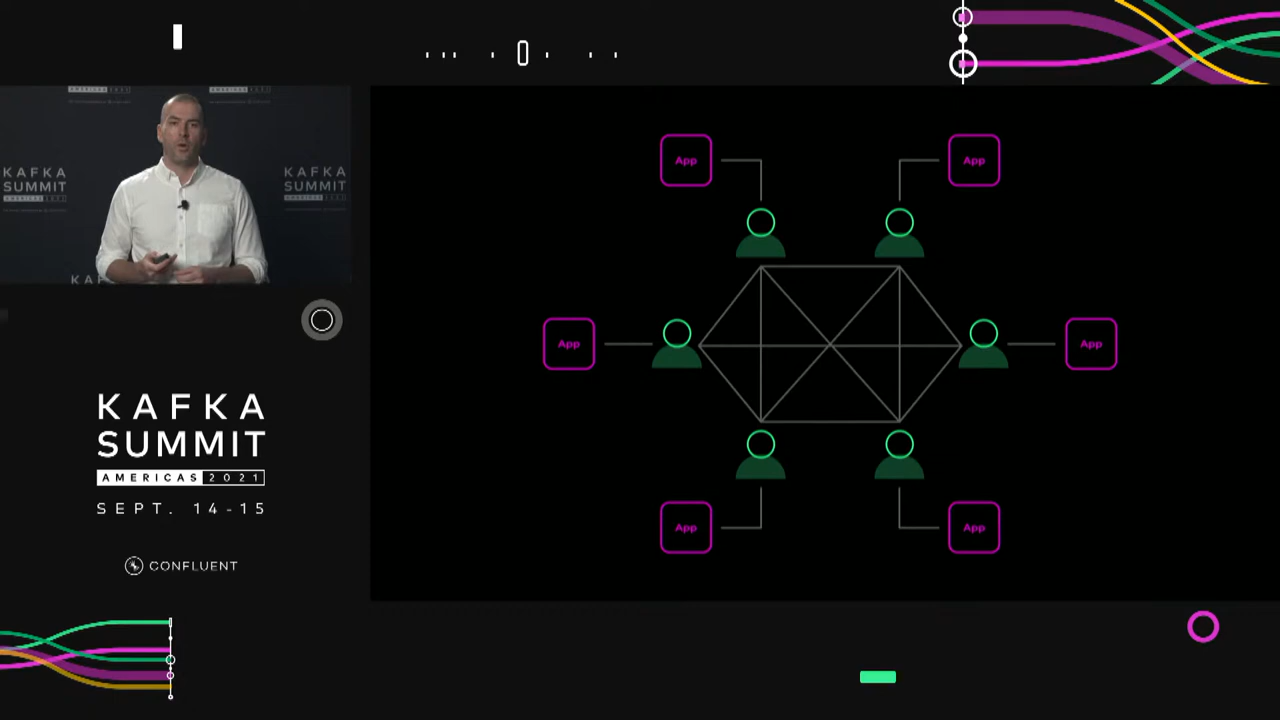 KAFKA
SUMMIT
KAFKA
SUMMIT
App
App
App
App
App
App
KAFKA
SUMMIT
AMERICAS 2021
SEPT. 14-15
CONFLUENT